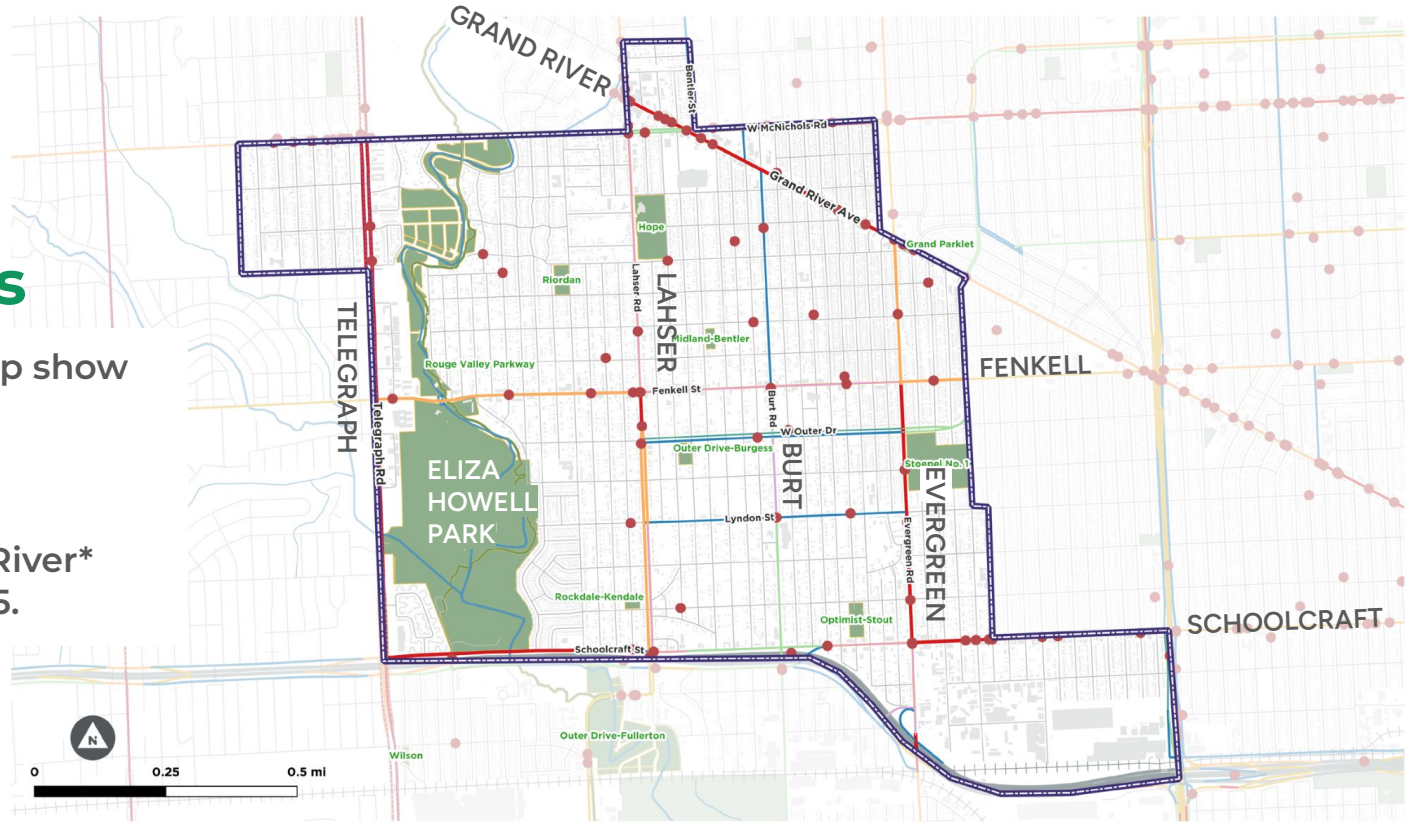 GRAND RIVER
Bentler St
W McNichols Rd
Grand River Ave
Hope
Grand Parklet
s
Riordan
Lahser Rd
LAHSER
TELEGRAPH
Midland-Bentler
p show
Rouge Valley Parkway
FENKELL
Fenkell St
Burt Rd
Telegraph Rd
W Outer Dr
Outer Drive-Burgess
BURT
Stoepel No. 1
ELIZA
HOWELL
PARK
EVERGREEN
Lyndon St
Evergreen Rd
River*
5.
Rockdale-Kendale
Optimist-Stout
SCHOOLCRAFT
Schoolcraft St
N
Outer Drive-Fullerton
Wilson
0 0.25 0.5 mi